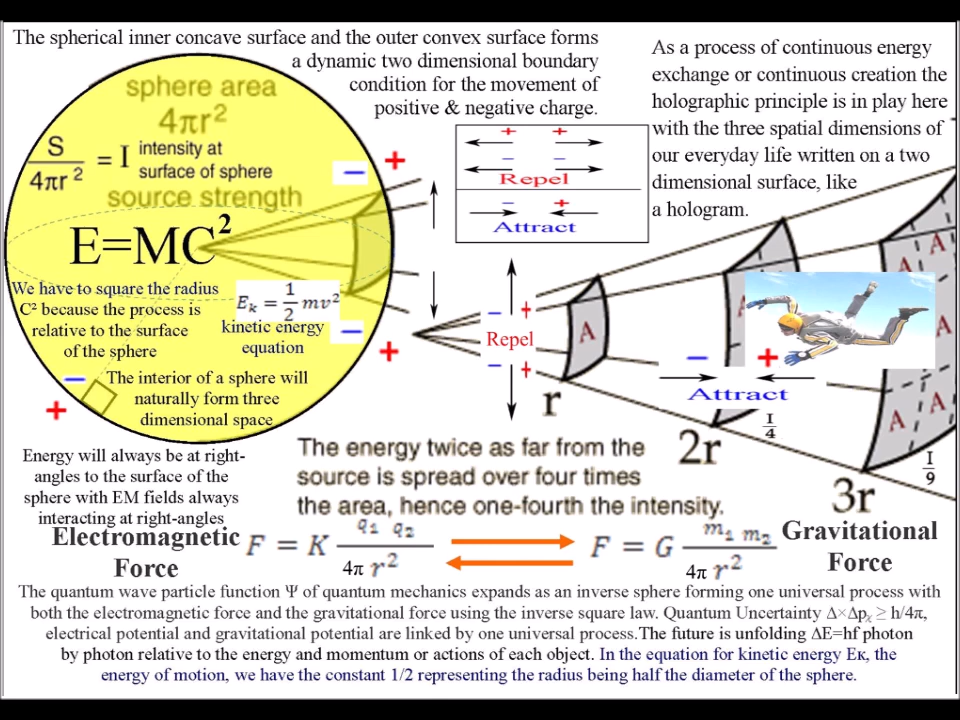 The spherical inner concave surface and the outer convex surface forms
a dynamic two dimensional boundary
condition for the movement of
positive & negative charge.
As a process of continuous energy
exchange or continuous creation the
holographic principle is in play here
with the three spatial dimensions of
our everyday life written on a two
dimensional surface, like
a hologram.
sphere area
4πr²
S
4πr² = I
intensity at
surface of sphere
source strength
E=MC²
We have to square the radius
C² because the process is
relative to the surface
of the sphere
Eₖ = 1/2 mv²
kinetic energy
equation
The interior of a sphere will
naturally form three
dimensional space
− +
− +
− +
+ +
− −
Repel
− +
Attract
− +
Repel
− +
− +
Attract
A
A A
A A
A
A A
A A
r
2r
3r
I/4
I/9
Energy will always be at right-
angles to the surface of the
sphere with EM fields always
interacting at right-angles
The energy twice as far from the
source is spread over four times
the area, hence one-fourth the intensity.
Electromagnetic
Force
F = K q₁ q₂
4π r²
F = G m₁ m₂
4π r²
Gravitational
Force
The quantum wave particle function Ψ of quantum mechanics expands as an inverse sphere forming one universal process with
both the electromagnetic force and the gravitational force using the inverse square law. Quantum Uncertainty Δ×Δpᵪ ≥ h/4π,
electrical potential and gravitational potential are linked by one universal process.The future is unfolding ΔE=hf photon
by photon relative to the energy and momentum or actions of each object. In the equation for kinetic energy Eᴋ, the
energy of motion, we have the constant 1/2 representing the radius being half the diameter of the sphere.